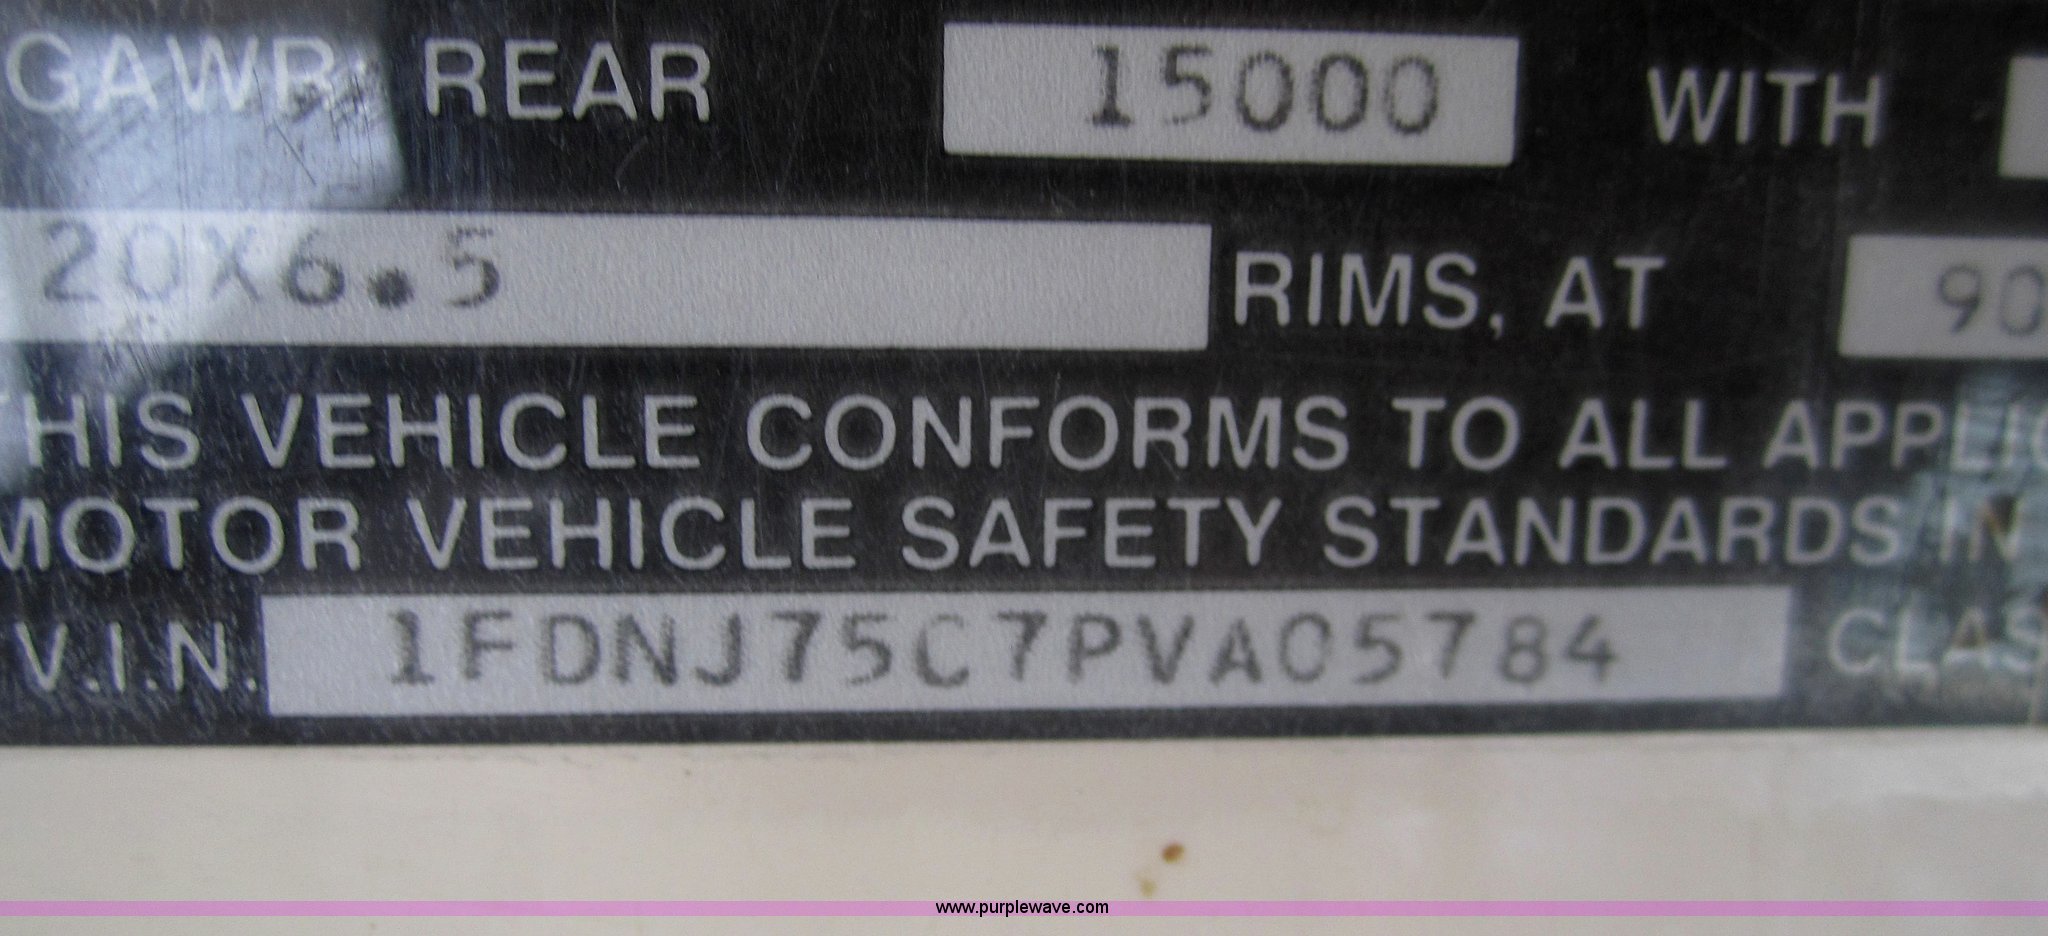 GAWR: REAR 15000 WITH
20X6.5 RIMS, AT 90
THIS VEHICLE CONFORMS TO ALL APPLIC
MOTOR VEHICLE SAFETY STANDARDS IN
V.I.N. 1FDNJ75C7PVA05784 CLAS
www.purplewave.com